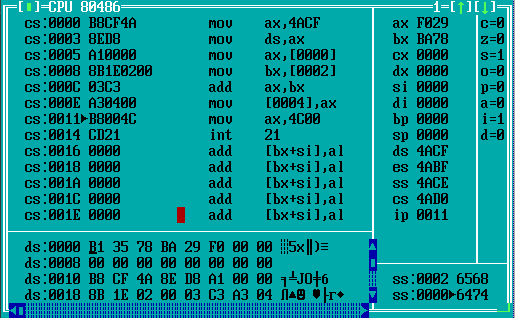 [■]=CPU 80486 1=[↑][↓]
cs:0000 B8CF4A mov ax,4ACF ax F029 c=0
cs:0003 8ED8 mov ds,ax bx BA78 z=0
cs:0005 A10000 mov ax,[0000] cx 0000 s=1
cs:0008 8B1E0200 mov bx,[0002] dx 0000 o=0
cs:000C 03C3 add ax,bx si 0000 p=0
cs:000E A30400 mov [0004],ax di 0000 a=0
cs:0011►B8004C mov ax,4C00 bp 0000 i=1
cs:0014 CD21 int 21 sp 0000 d=0
cs:0016 0000 add [bx+si],al ds 4ACF
cs:0018 0000 add [bx+si],al es 4ABF
cs:001A 0000 add [bx+si],al ss 4ACE
cs:001C 0000 add [bx+si],al cs 4AD0
cs:001E 0000 add [bx+si],al ip 0011
ds:0000 B1 35 78 BA 29 F0 00 00 ▒5x║)≡
ds:0008 00 00 00 00 00 00 00 00
ds:0010 B8 CF 4A 8E D8 A1 00 00 ╕╧JО╪б ss:0002 6568
ds:0018 8B 1E 02 00 03 C3 A3 04 Л▲☻ ♥├г♦ ss:0000►6474